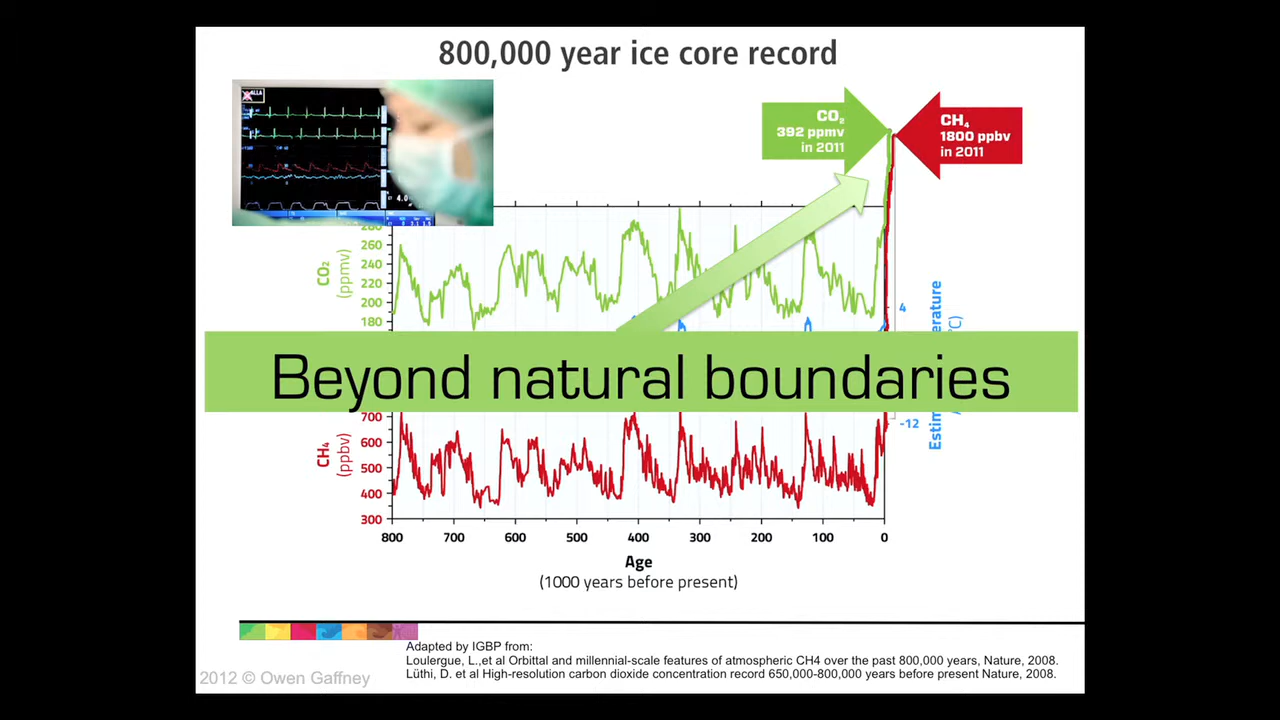 800,000 year ice core record
CO₂
392 ppmv
in 2011
CH₄
1800 ppbv
in 2011
CO₂
(ppmv)
280
260
240
220
200
180
4
Beyond natural boundaries
-12
CH₄
(ppbv)
700
600
500
400
300
800 700 600 500 400 300 200 100 0
Age
(1000 years before present)
Adapted by IGBP from:
Loulergue, L.,et al Orbittal and millennial-scale features of atmospheric CH4 over the past 800,000 years, Nature, 2008.
Lüthi, D. et al High-resolution carbon dioxide concentration record 650,000-800,000 years before present Nature, 2008.
2012 © Owen Gaffney